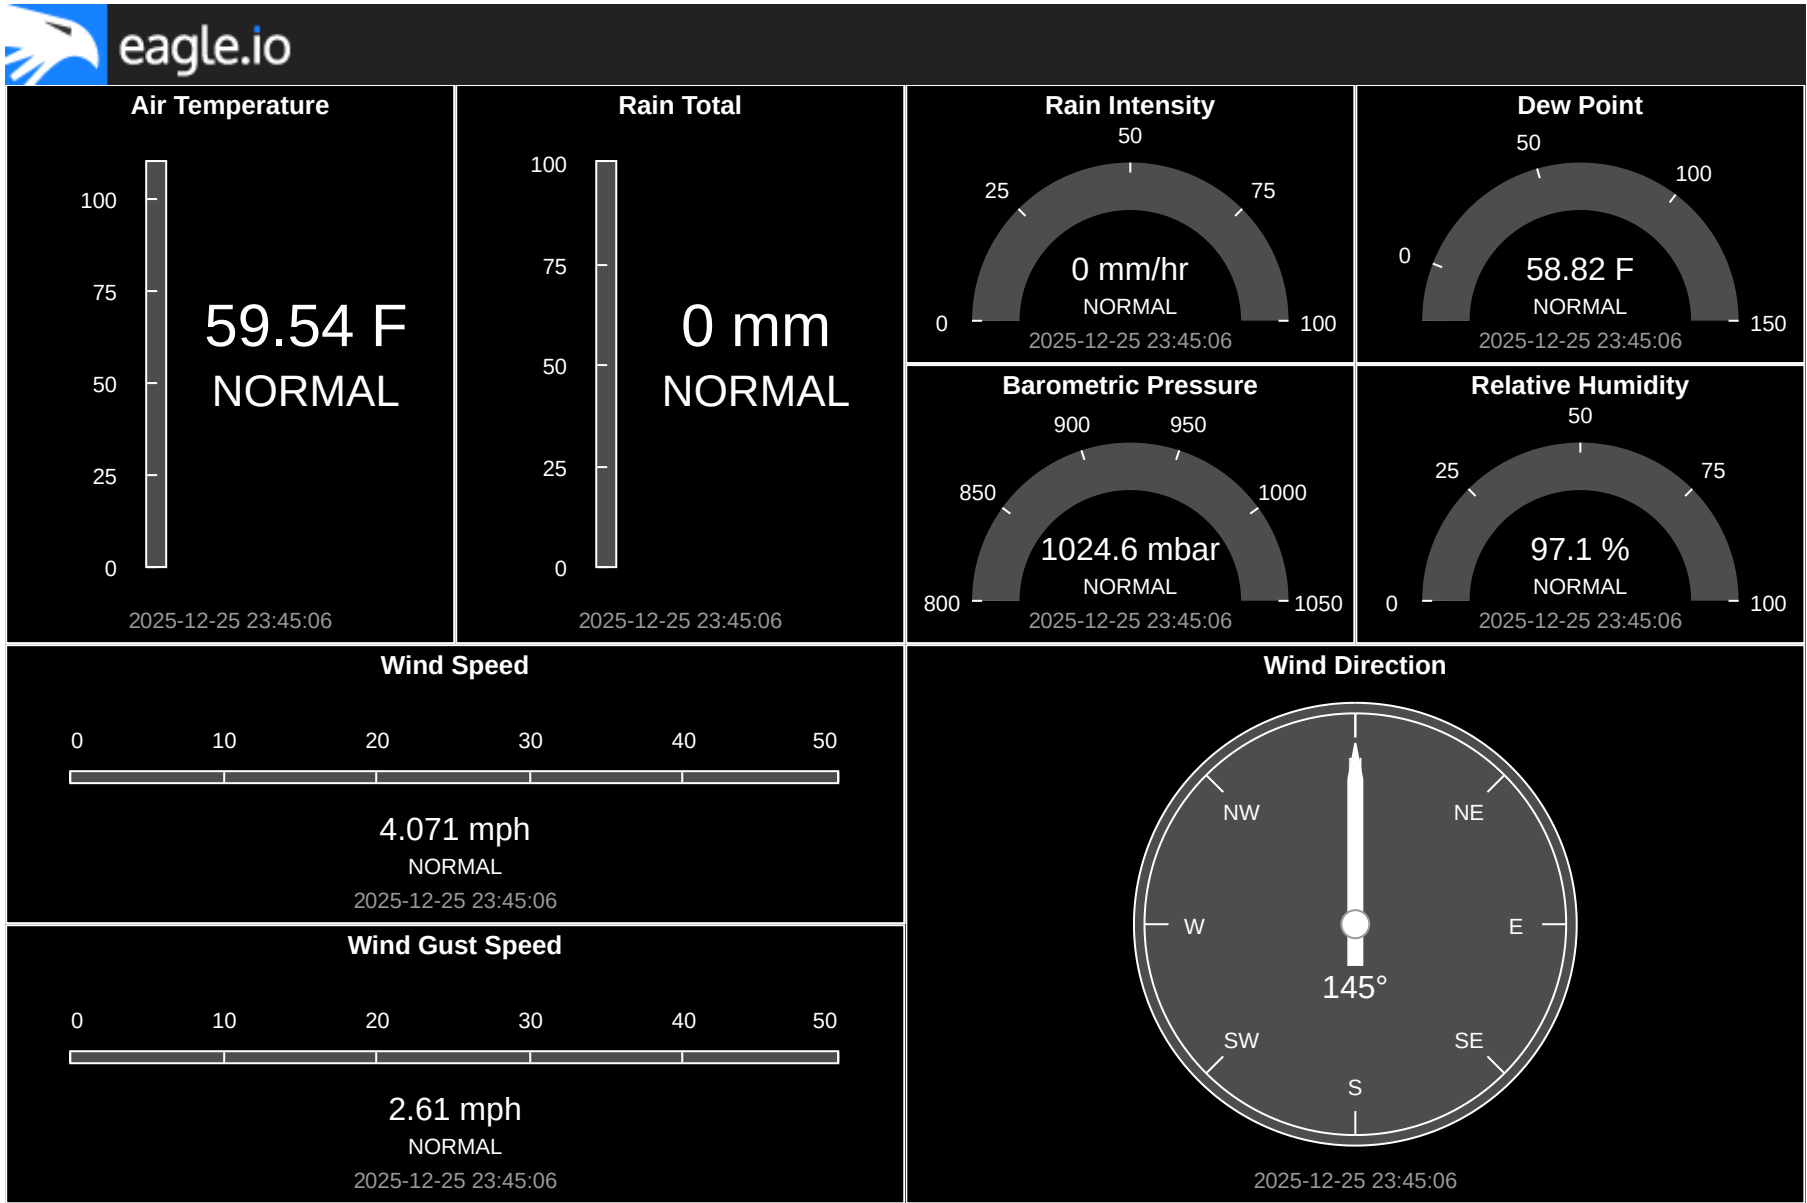 eagle.io
Air Temperature
100
75
50
25
0
59.54 F
NORMAL
2025-12-25 23:45:06
Rain Total
100
75
50
25
0
0 mm
NORMAL
2025-12-25 23:45:06
Rain Intensity
50
25
75
0
100
0 mm/hr
NORMAL
2025-12-25 23:45:06
Dew Point
50
100
0
150
58.82 F
NORMAL
2025-12-25 23:45:06
Barometric Pressure
900
950
850
1000
800
1050
1024.6 mbar
NORMAL
2025-12-25 23:45:06
Relative Humidity
50
25
75
0
100
97.1 %
NORMAL
2025-12-25 23:45:06
Wind Speed
0 10 20 30 40 50
4.071 mph
NORMAL
2025-12-25 23:45:06
Wind Gust Speed
0 10 20 30 40 50
2.61 mph
NORMAL
2025-12-25 23:45:06
Wind Direction
NW
NE
W
E
145°
SW
SE
S
2025-12-25 23:45:06